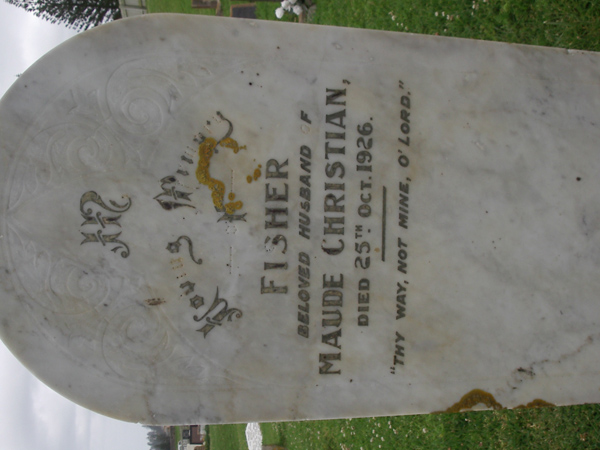 FISHER
BELOVED HUSBAND OF
MAUDE CHRISTIAN,
DIED 25TH OCT. 1926.
"THY WAY, NOT MINE, O' LORD."